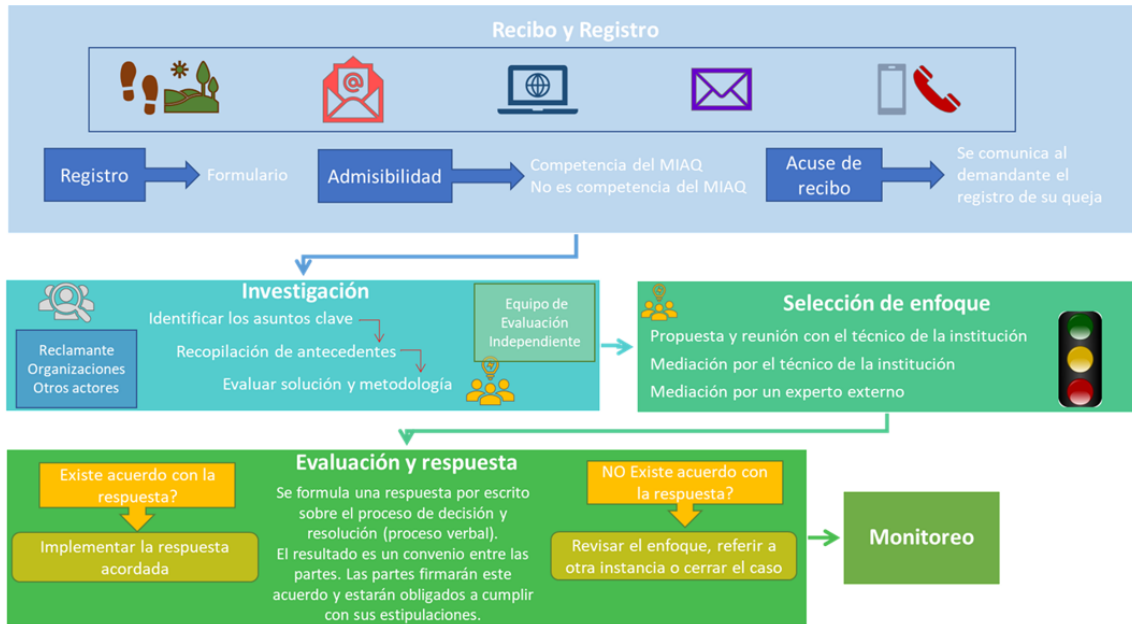 Recibo y Registro
@
Registro
Formulario
Admisibilidad
Competencia del MIAQ
No es competencia del MIAQ
Acuse de
recibo
Se comunica al
demandante el
registro de su queja
Investigación
Reclamante
Organizaciones
Otros actores
Identificar los asuntos clave
Recopilación de antecedentes
Evaluar solución y metodología
Equipo de
Evaluación
Independiente
Selección de enfoque
Propuesta y reunión con el técnico de la institución
Mediación por el técnico de la institución
Mediación por un experto externo
Evaluación y respuesta
Existe acuerdo con la
respuesta?
Implementar la respuesta
acordada
Se formula una respuesta por escrito
sobre el proceso de decisión y
resolución (proceso verbal).
El resultado es un convenio entre las
partes. Las partes firmarán este
acuerdo y estarán obligados a cumplir
con sus estipulaciones.
NO Existe acuerdo con
la respuesta?
Revisar el enfoque, referir a
otra instancia o cerrar el caso
Monitoreo